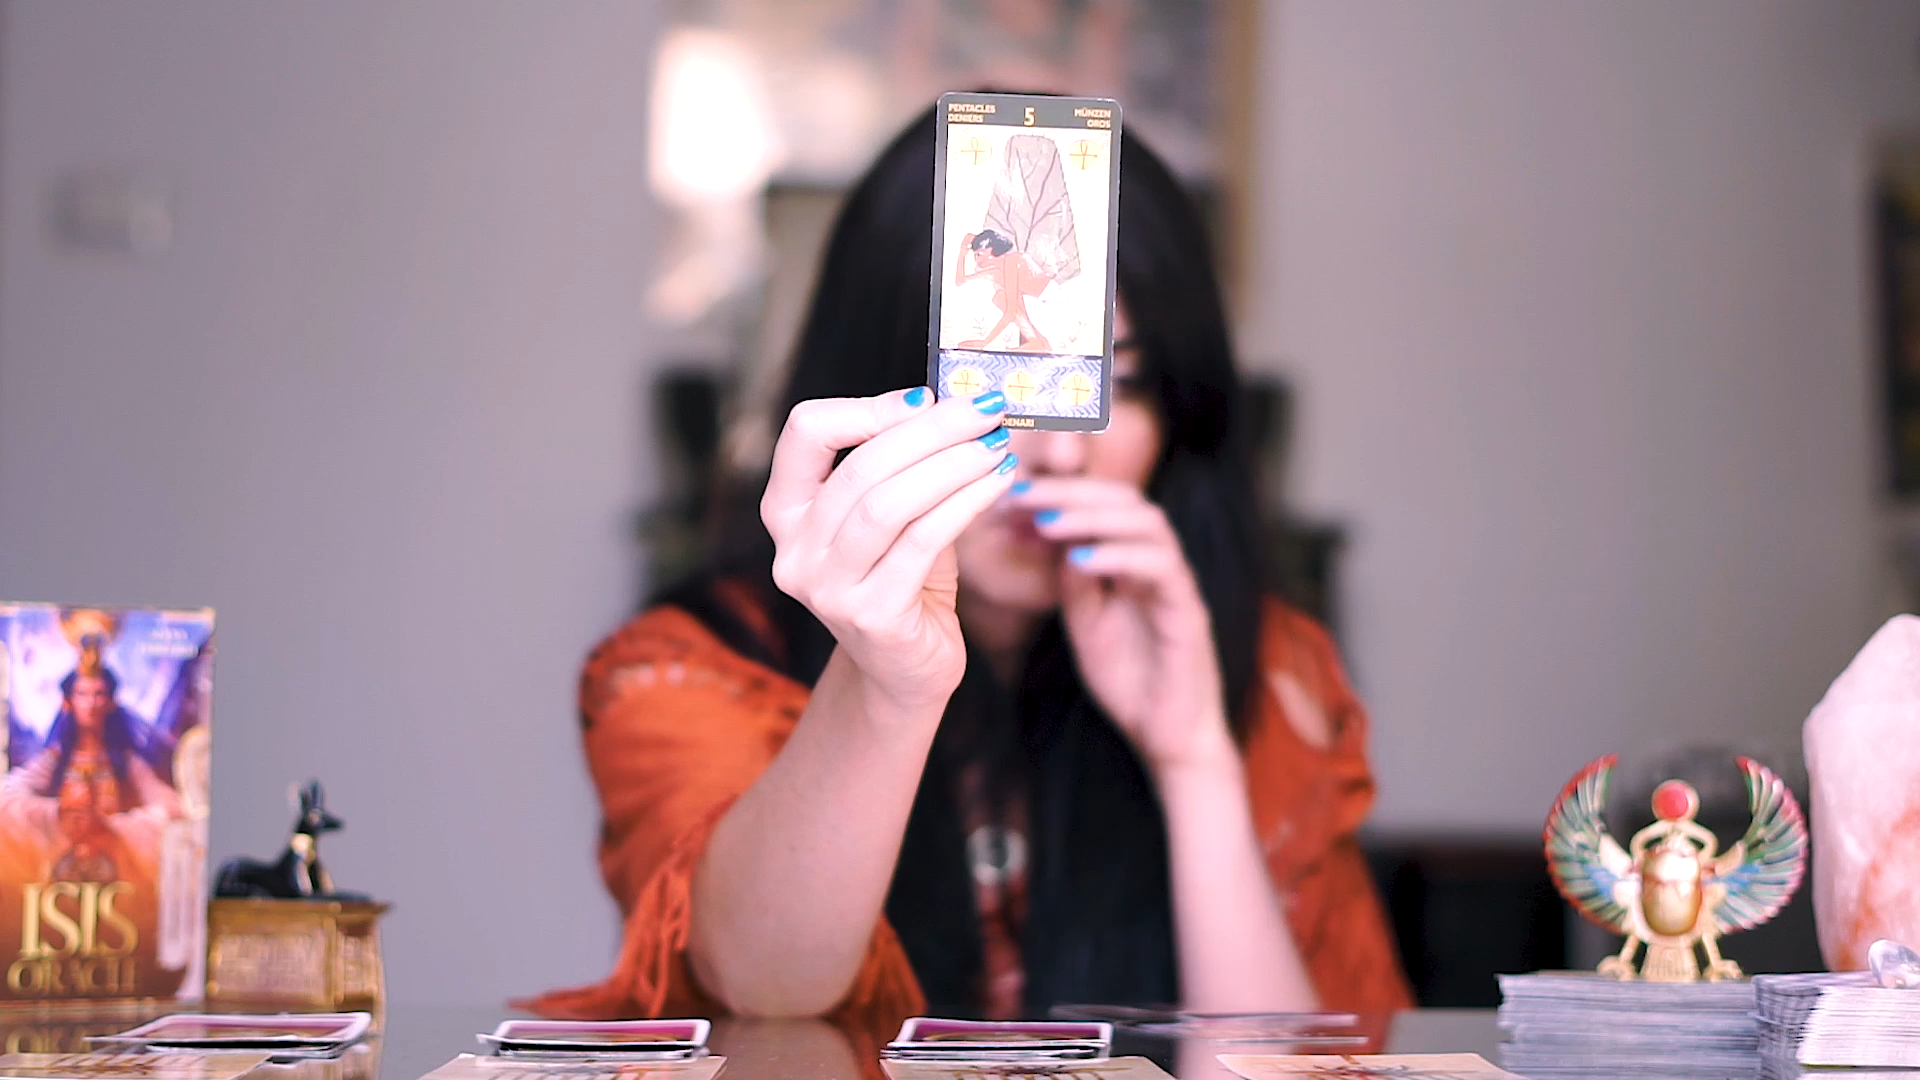 PENTACLES
DENIERS
5
MÜNZEN
OROS
DENARI
ISIS
ORACLE